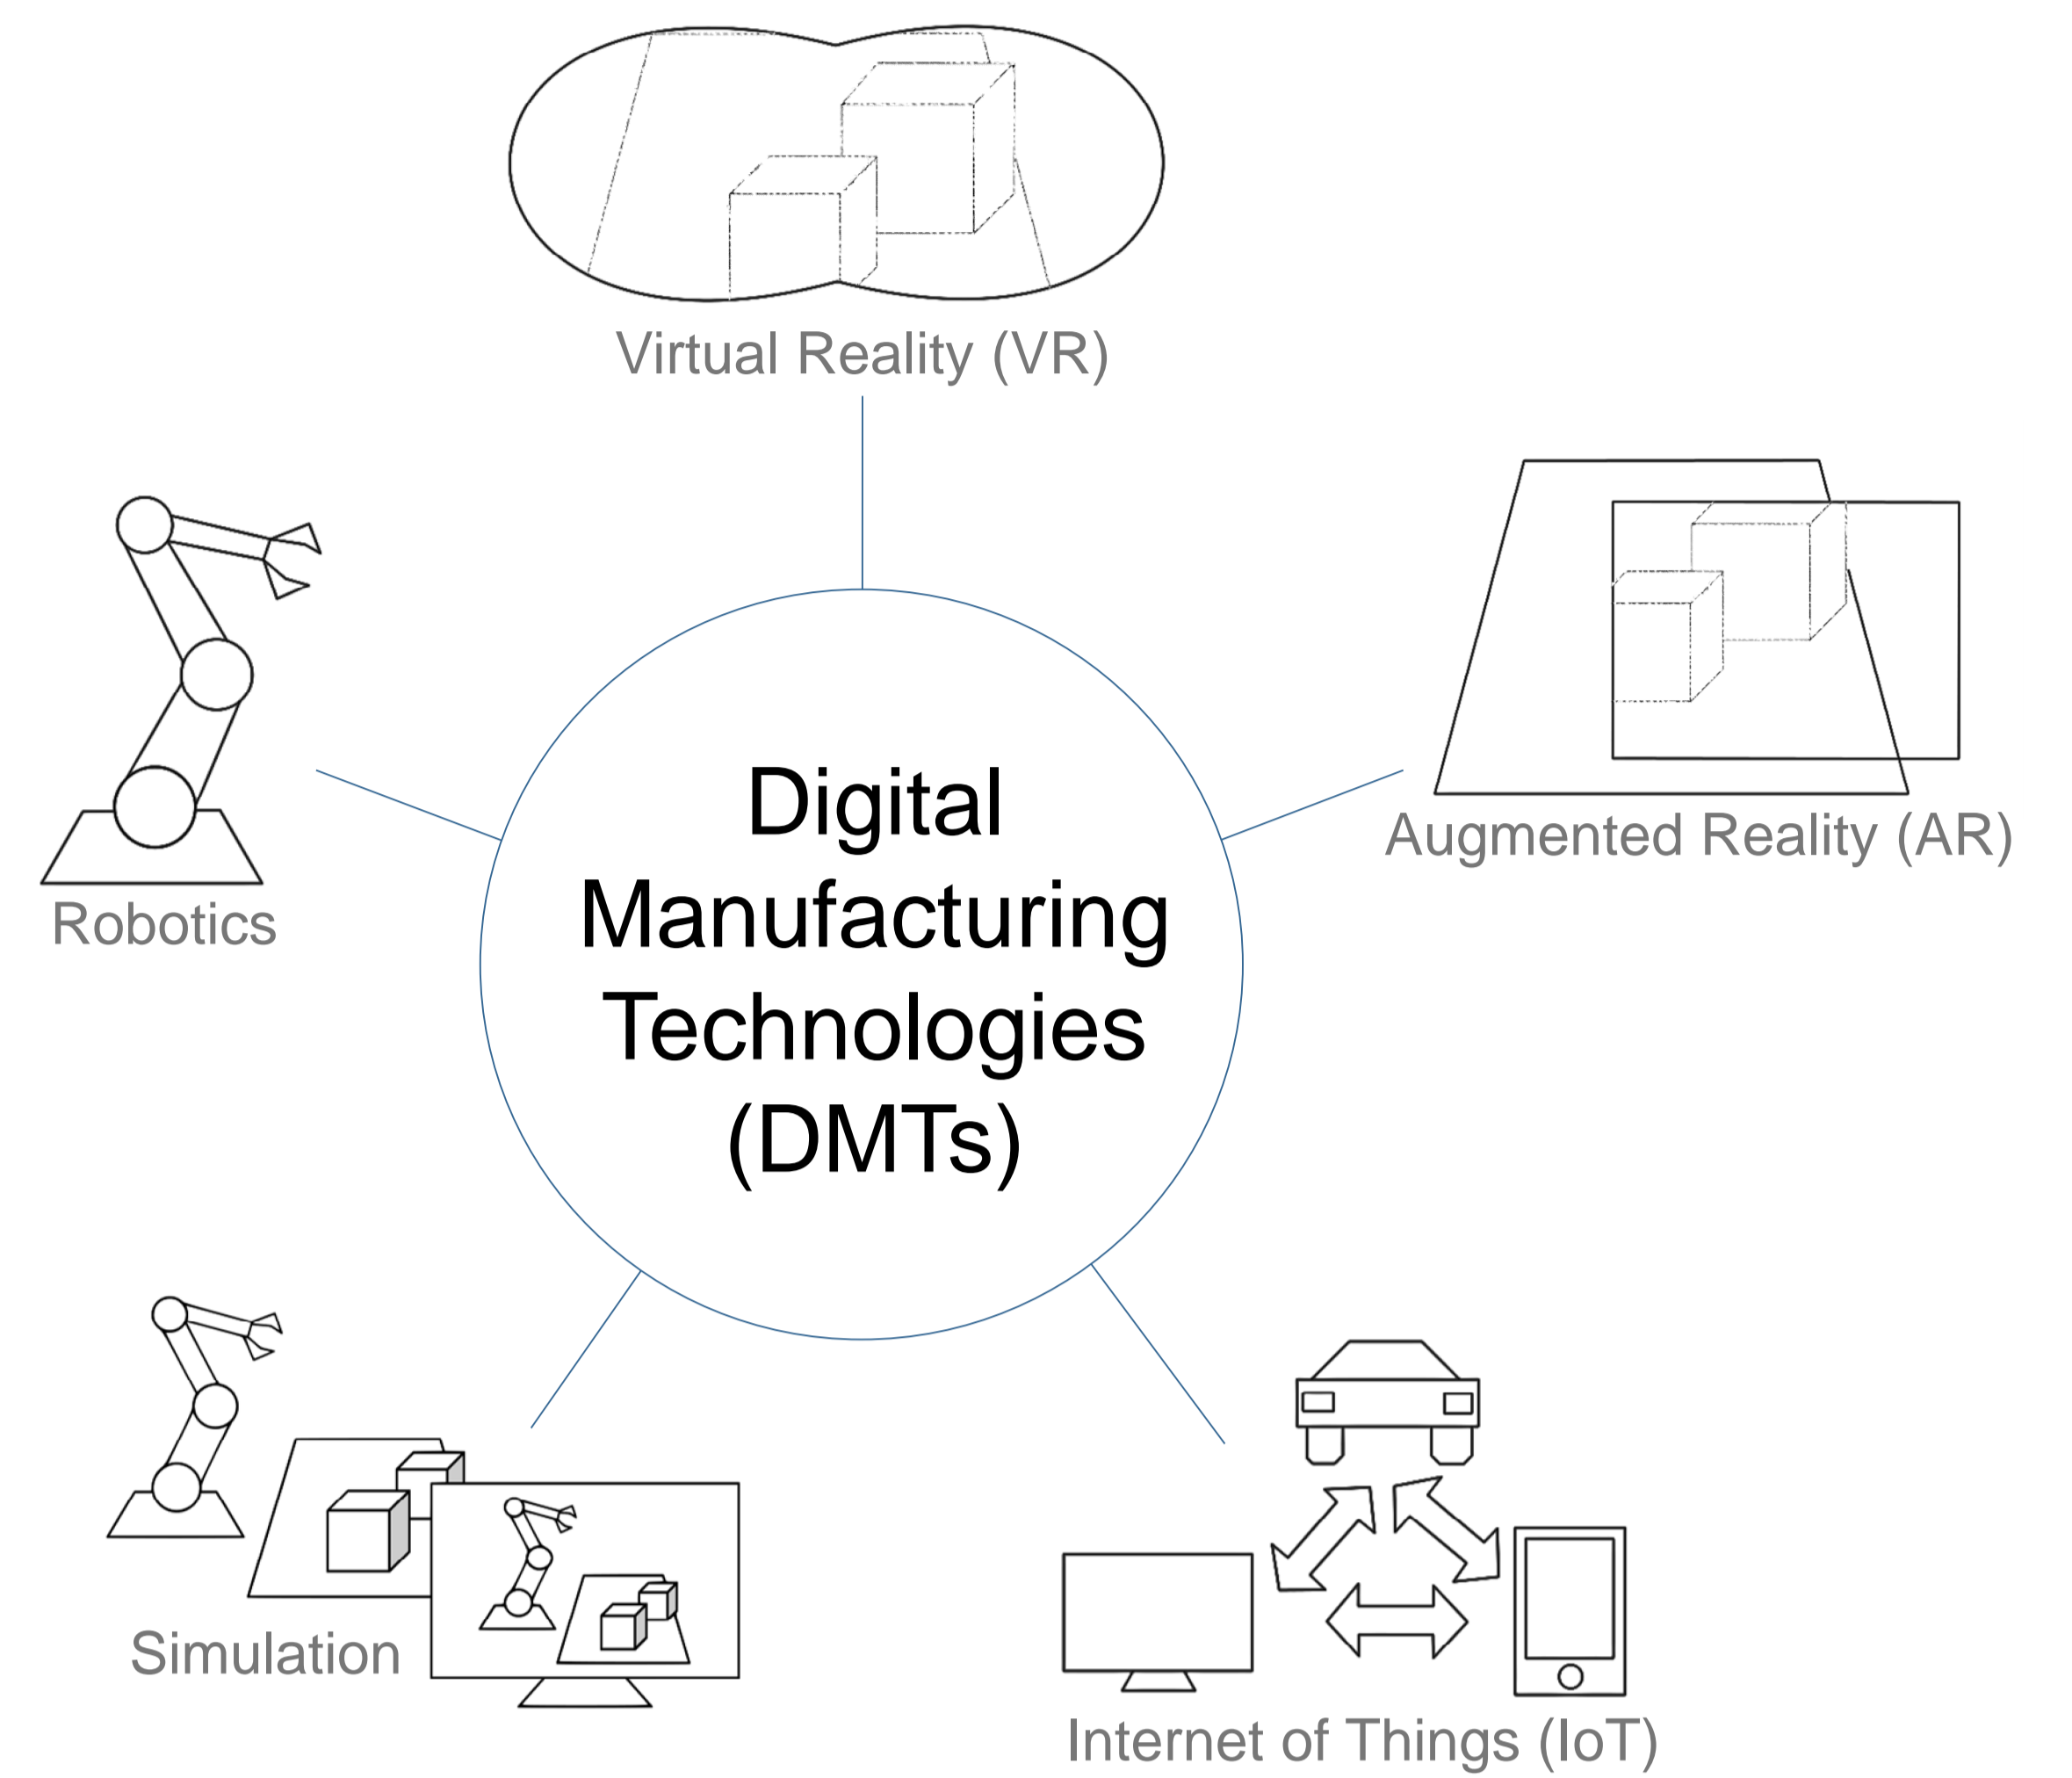 Virtual Reality (VR)
Augmented Reality (AR)
Robotics
Digital
Manufacturing
Technologies
(DMTs)
Simulation
Internet of Things (IoT)